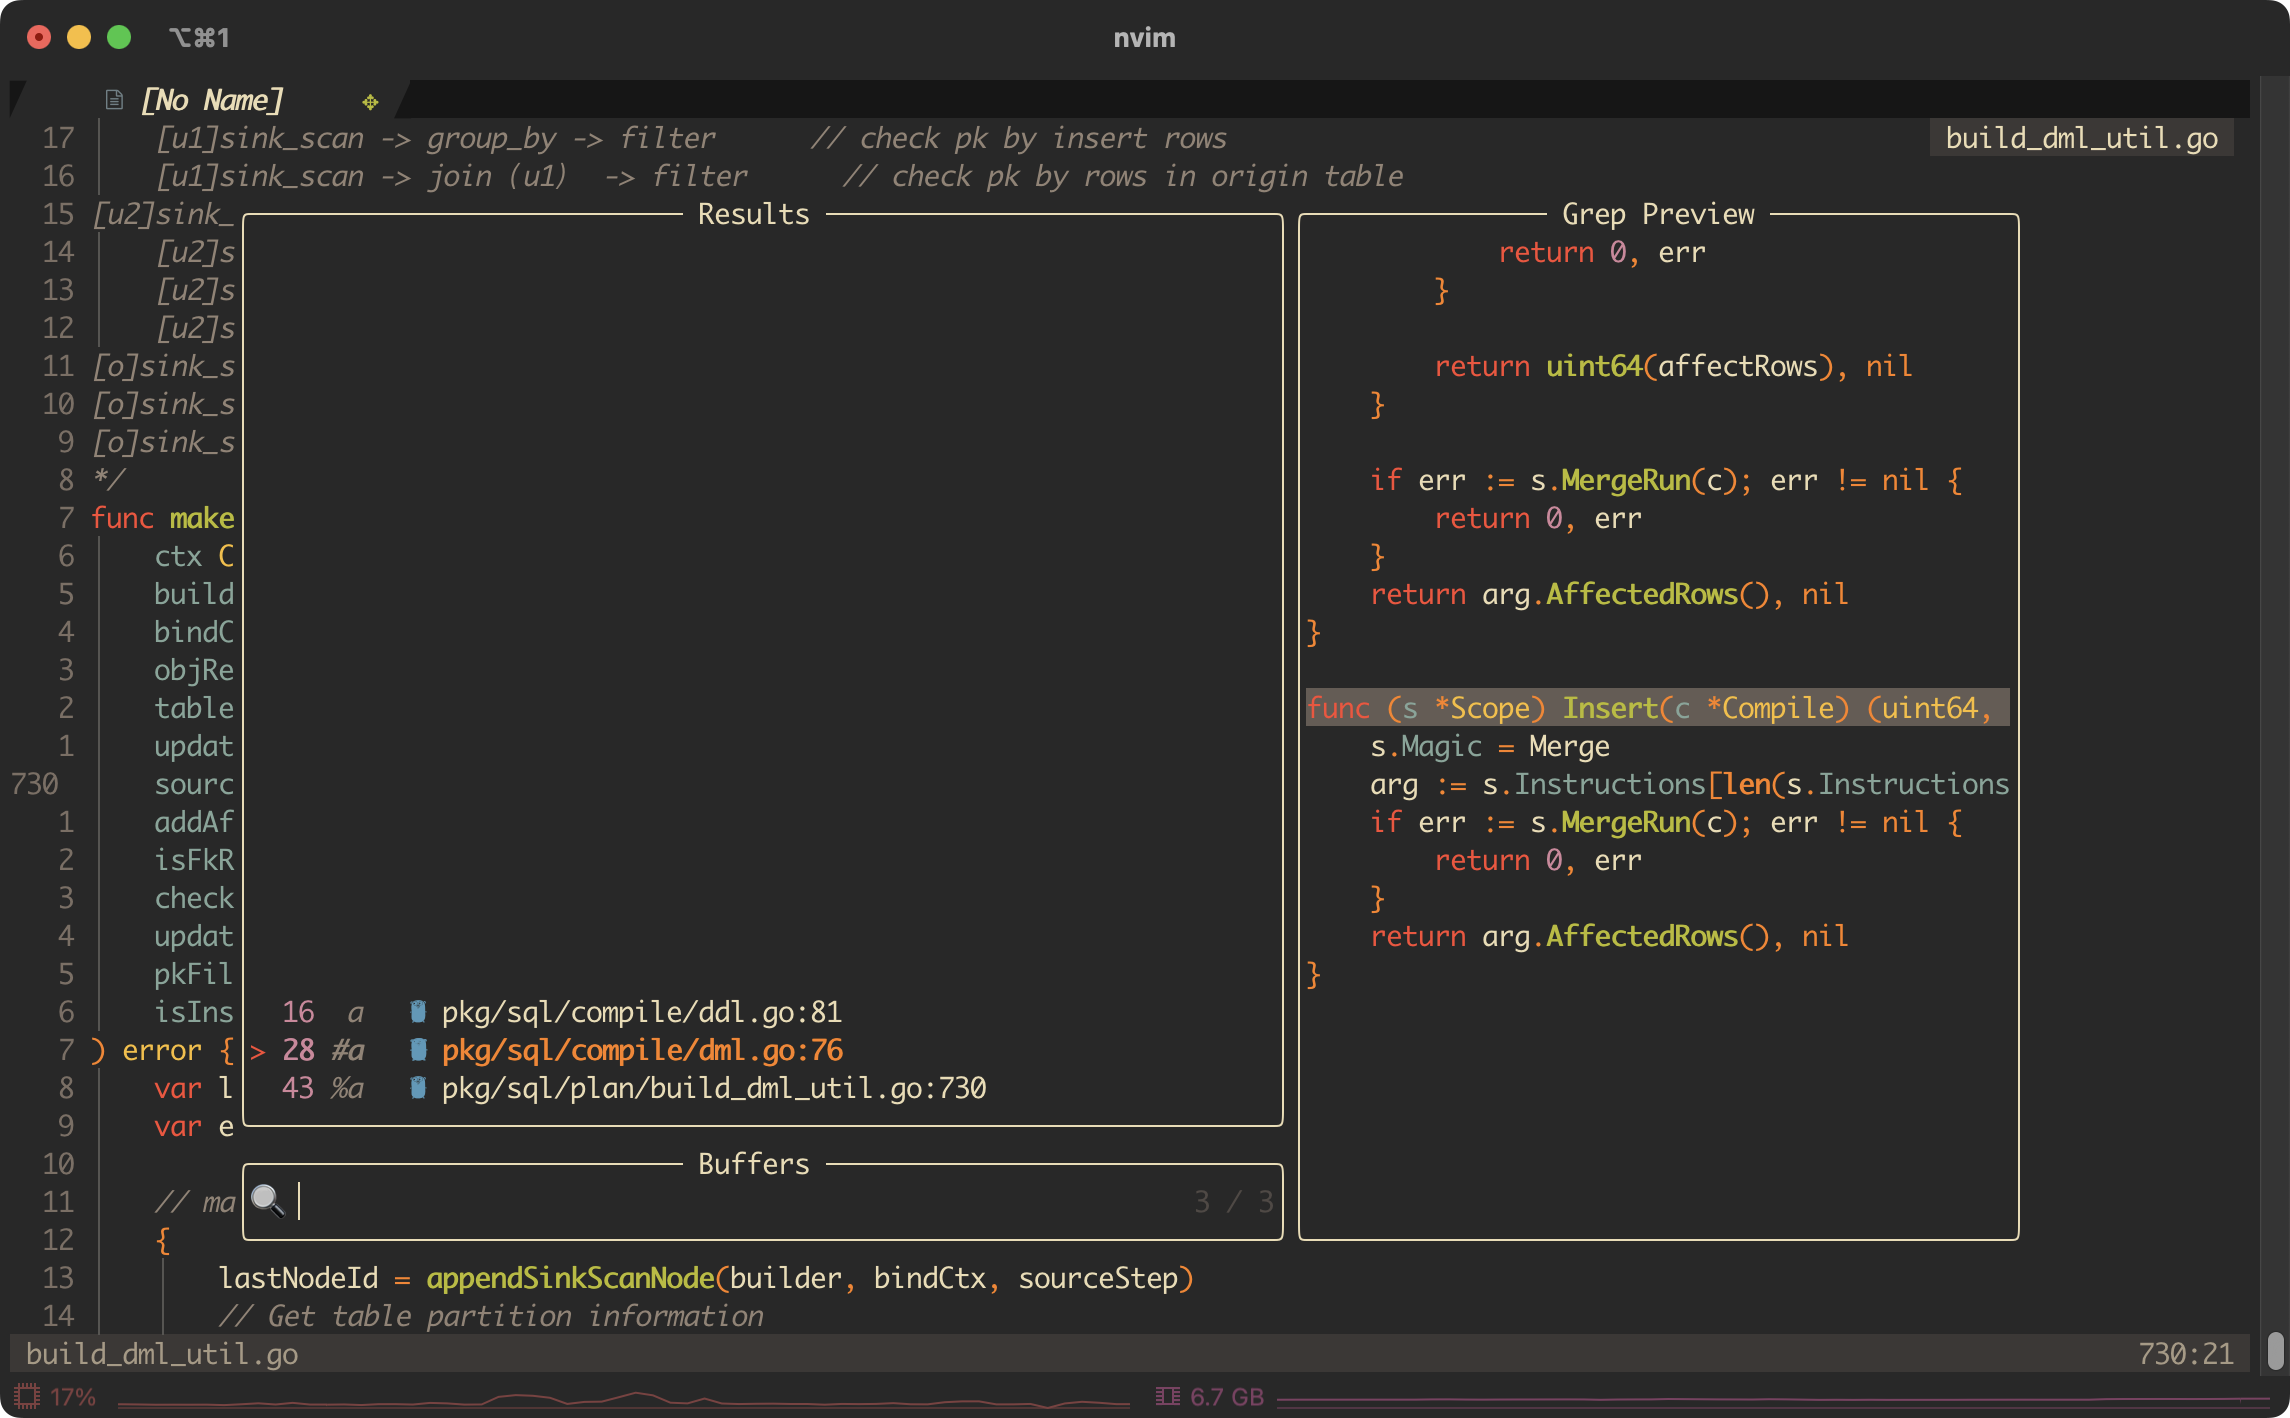 ⌥⌘1
nvim
[No Name]
17 [u1]sink_scan -> group_by -> filter // check pk by insert rows
build_dml_util.go
16 [u1]sink_scan -> join (u1) -> filter // check pk by rows in origin table
15 [u2]sink_
14 [u2]s
13 [u2]s
12 [u2]s
11 [o]sink_s
10 [o]sink_s
9 [o]sink_s
8 */
7 func make
6 ctx C
5 build
4 bindC
3 objRe
2 table
1 updat
730 sourc
1 addAf
2 isFkR
3 check
4 updat
5 pkFil
6 isIns
7 ) error {
8 var l
9 var e
10
11 // ma
12 {
13 lastNodeId = appendSinkScanNode(builder, bindCtx, sourceStep)
14 // Get table partition information
Results
16 a pkg/sql/compile/ddl.go:81
> 28 #a pkg/sql/compile/dml.go:76
43 %a pkg/sql/plan/build_dml_util.go:730
Buffers
3 / 3
Grep Preview
return 0, err
}
return uint64(affectRows), nil
}
if err := s.MergeRun(c); err != nil {
return 0, err
}
return arg.AffectedRows(), nil
}
func (s *Scope) Insert(c *Compile) (uint64,
s.Magic = Merge
arg := s.Instructions[len(s.Instructions
if err := s.MergeRun(c); err != nil {
return 0, err
}
return arg.AffectedRows(), nil
}
build_dml_util.go
730:21
17%
6.7 GB